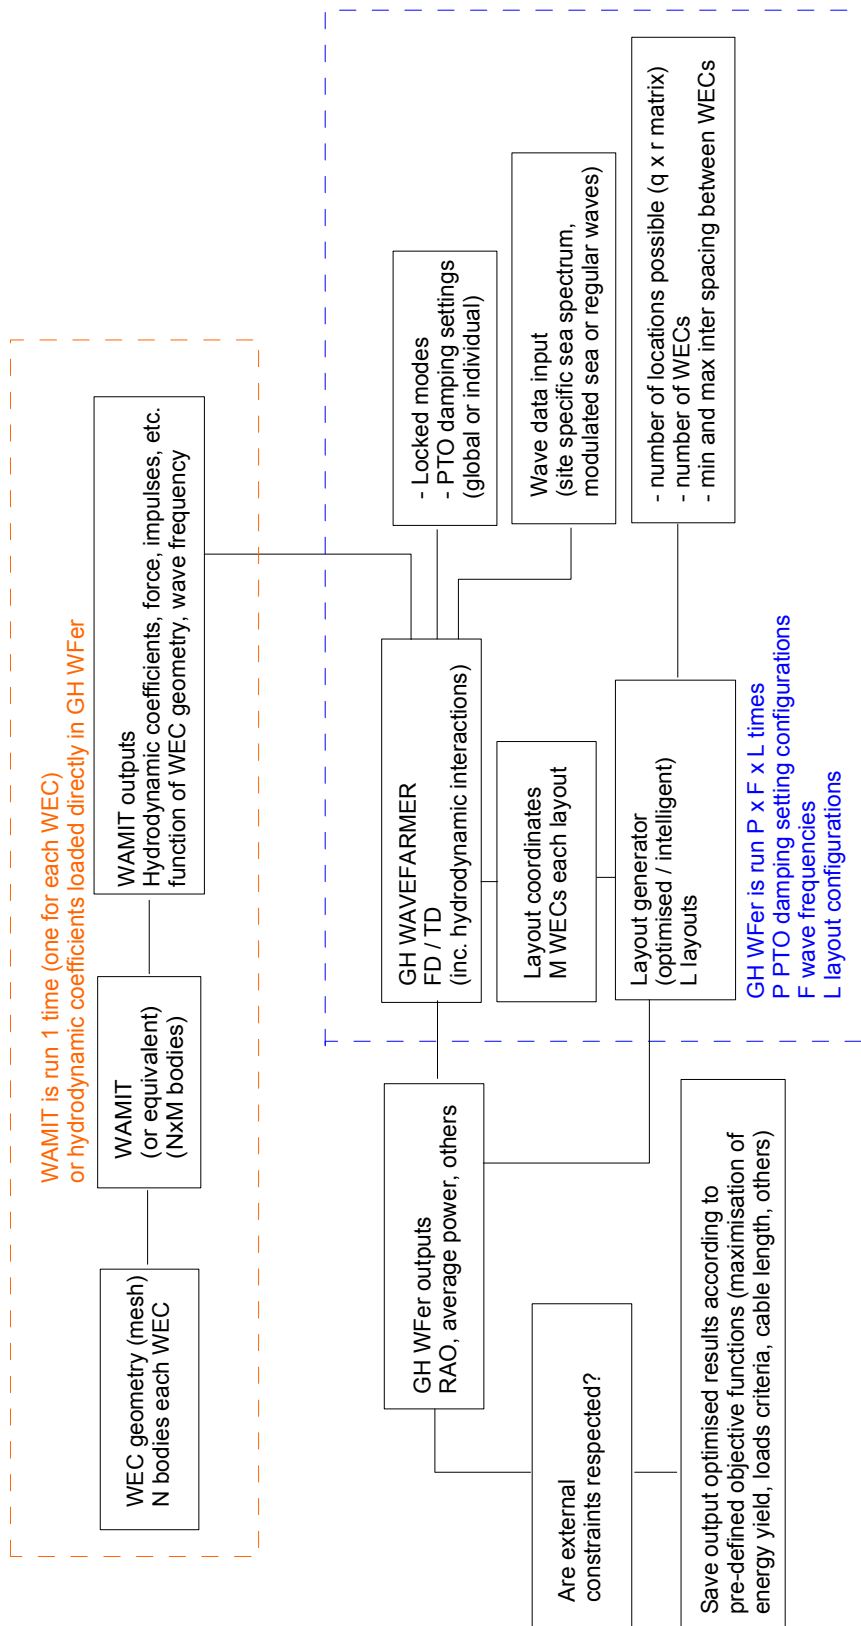 WAMIT is run 1 time (one for each WEC)
or hydrodynamic coefficients loaded directly in GH WFer
WEC geometry (mesh)
N bodies each WEC
WAMIT
(or equivalent)
(NxM bodies)
WAMIT outputs
Hydrodynamic coefficients, force, impulses, etc.
function of WEC geometry, wave frequency
GH WFer outputs
RAO, average power, others
GH WAVEFARMER
FD / TD
(inc. hydrodynamic interactions)
- Locked modes
- PTO damping settings
(global or individual)
Wave data input
(site specific sea spectrum,
modulated sea or regular waves)
Layout coordinates
M WECs each layout
Are external
constraints respected?
Layout generator
(optimised / intelligent)
L layouts
- number of locations possible (q x r matrix)
- number of WECs
- min and max inter spacing between WECs
Save output optimised results according to
pre-defined objective functions (maximisation of
energy yield, loads criteria, cable length, others)
GH WFer is run P x F x L times
P PTO damping setting configurations
F wave frequencies
L layout configurations